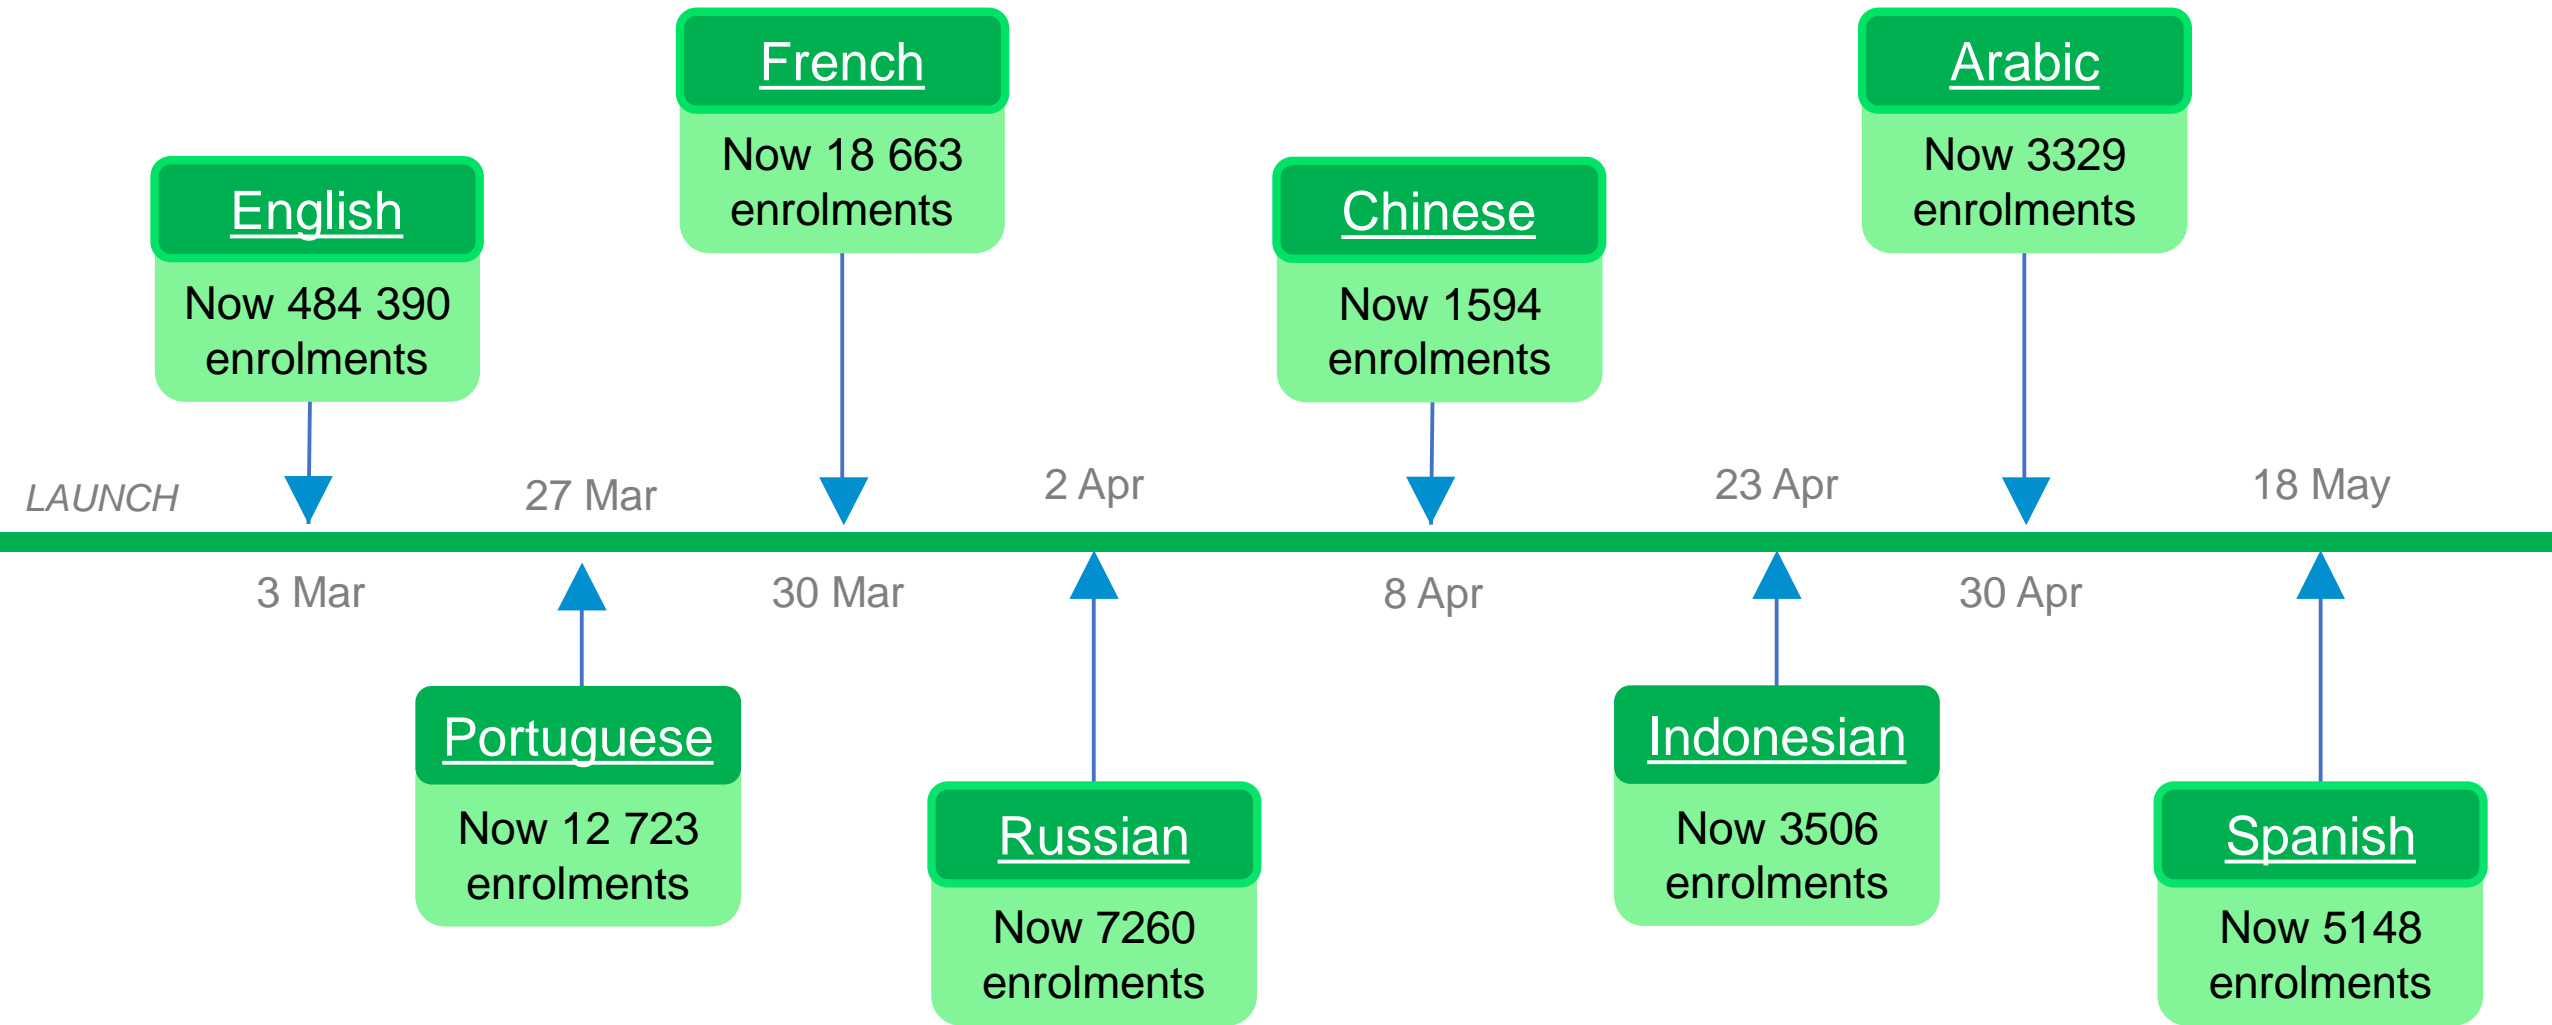 French
Now 18 663
enrolments
Arabic
Now 3329
enrolments
English
Now 484 390
enrolments
Chinese
Now 1594
enrolments
LAUNCH
27 Mar
2 Apr
23 Apr
18 May
3 Mar
30 Mar
8 Apr
30 Apr
Portuguese
Now 12 723
enrolments
Indonesian
Now 3506
enrolments
Russian
Now 7260
enrolments
Spanish
Now 5148
enrolments